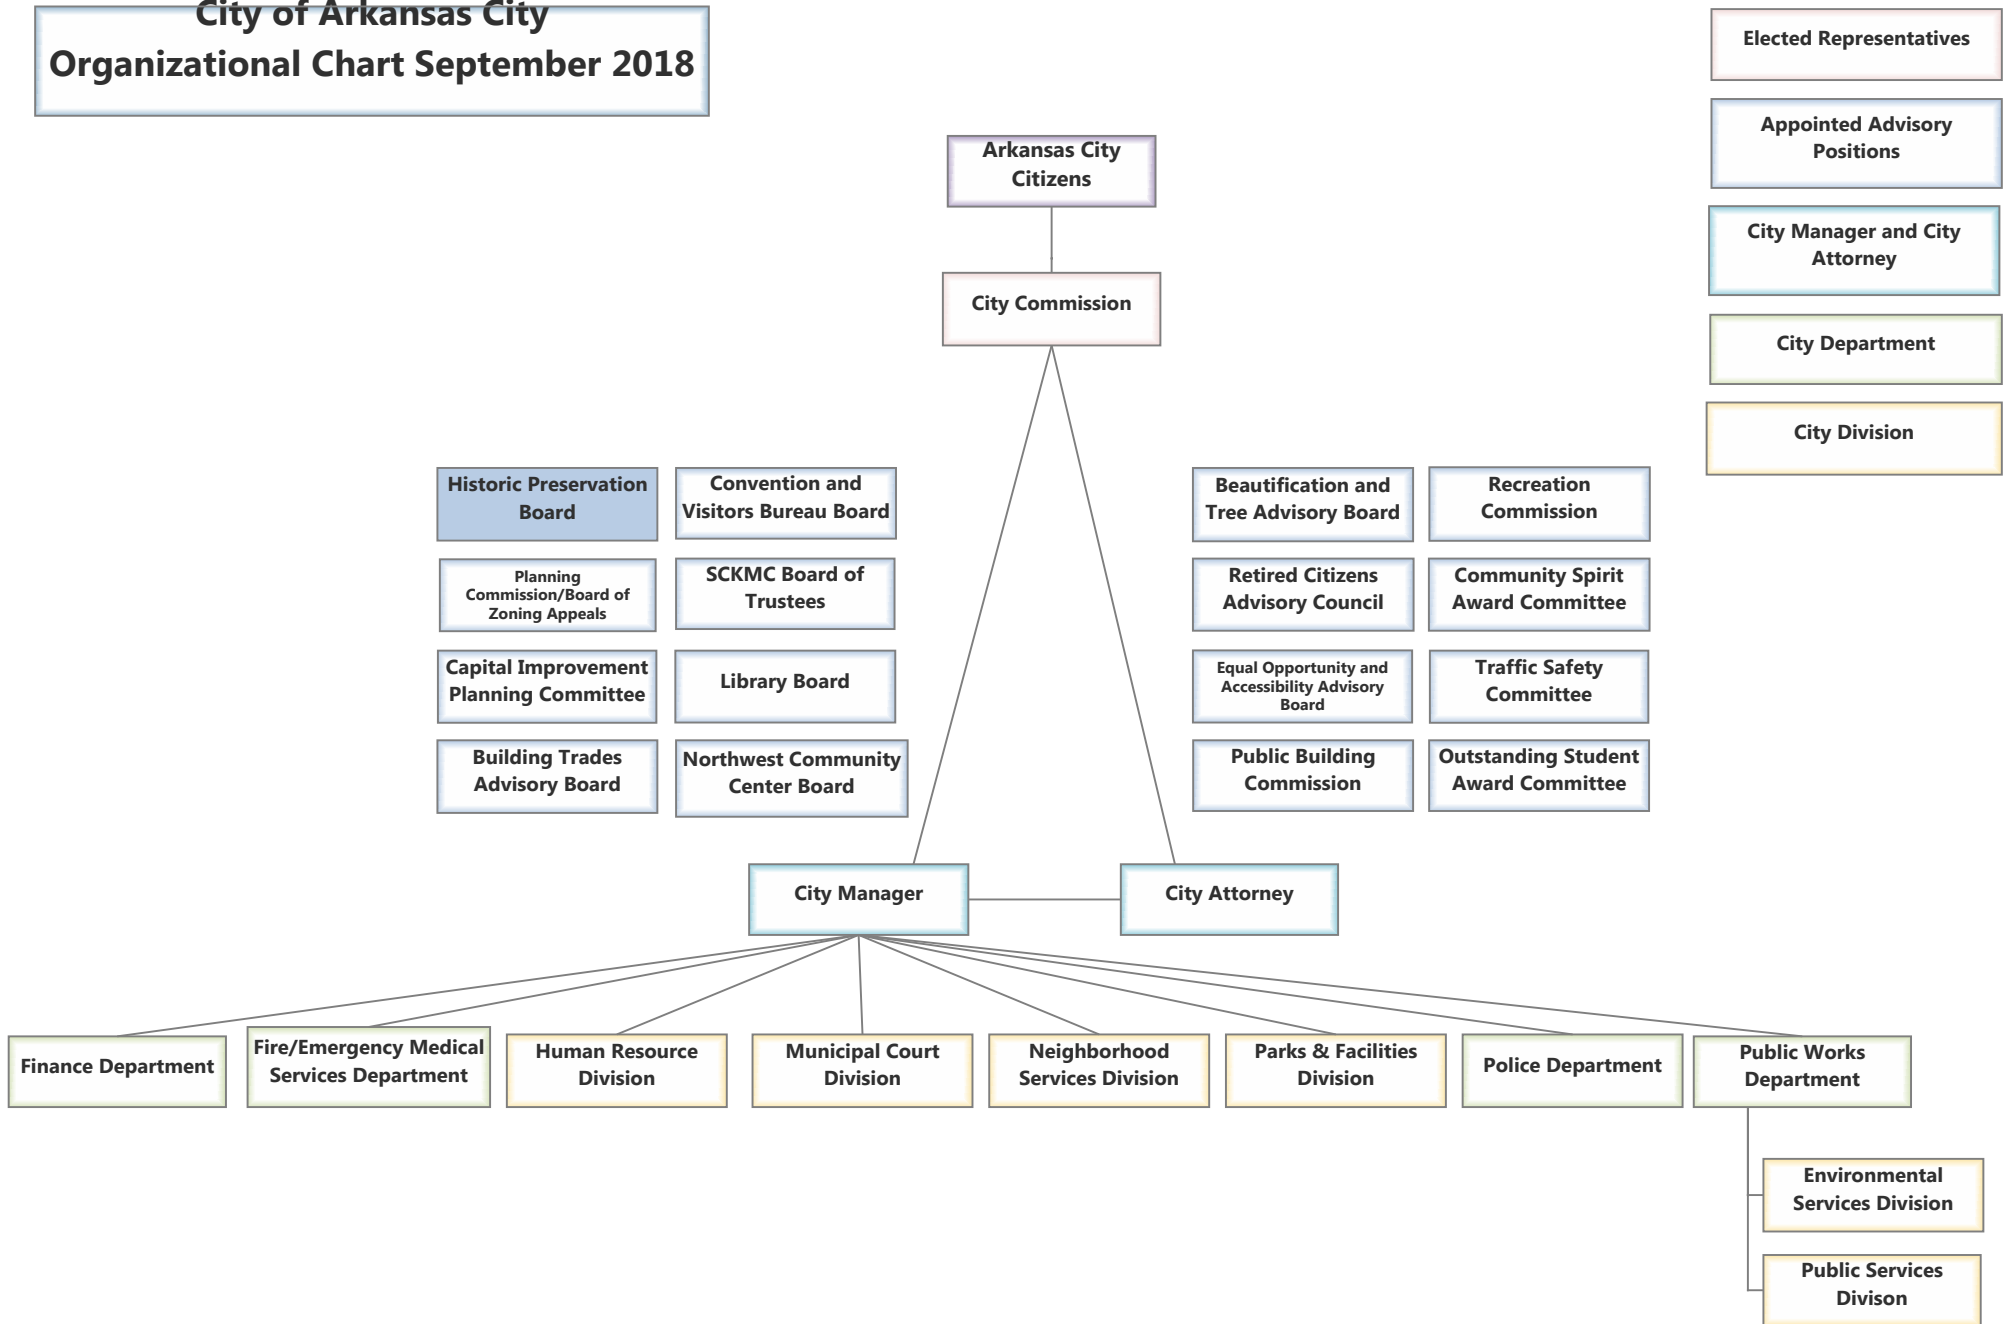 City of Arkansas City
Organizational Chart September 2018
Elected Representatives
Appointed Advisory
Positions
City Manager and City
Attorney
City Department
City Division
Arkansas City
Citizens
City Commission
Historic Preservation
Board
Convention and
Visitors Bureau Board
Beautification and
Tree Advisory Board
Recreation
Commission
Planning
Commission/Board of
Zoning Appeals
SCKMC Board of
Trustees
Retired Citizens
Advisory Council
Community Spirit
Award Committee
Capital Improvement
Planning Committee
Library Board
Equal Opportunity and
Accessibility Advisory
Board
Traffic Safety
Committee
Building Trades
Advisory Board
Northwest Community
Center Board
Public Building
Commission
Outstanding Student
Award Committee
City Manager
City Attorney
Finance Department
Fire/Emergency Medical
Services Department
Human Resource
Division
Municipal Court
Division
Neighborhood
Services Division
Parks & Facilities
Division
Police Department
Public Works
Department
Environmental
Services Division
Public Services
Divison